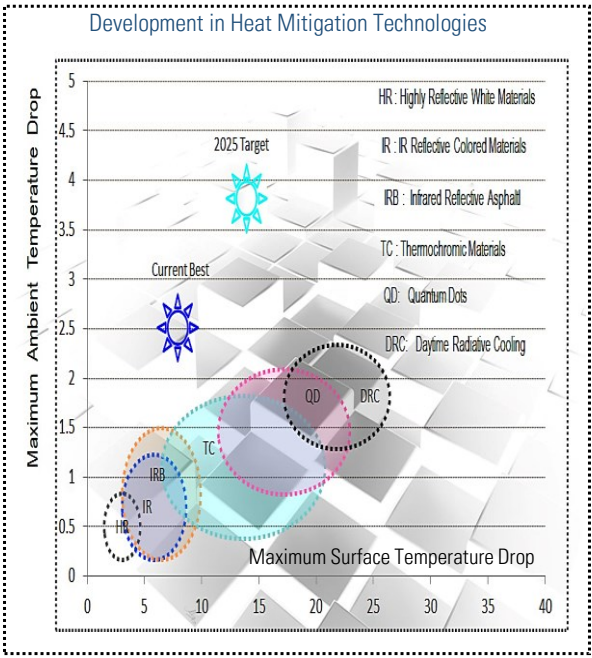 Development in Heat Mitigation Technologies
Maximum Ambient Temperature Drop
5
4.5
4
3.5
3
2.5
2
1.5
1
0.5
0
HR : Highly Reflective White Materials
2025 Target
IR : IR Reflective Colored Materials
IRB : Infrared Reflective Asphaltl
TC : Thermochromic Materials
Current Best
QD: Quantum Dots
DRC: Daytime Radiative Cooling
QD
DRC
TC
IRB
IR
HR
Maximum Surface Temperature Drop
0 5 10 15 20 25 30 35 40